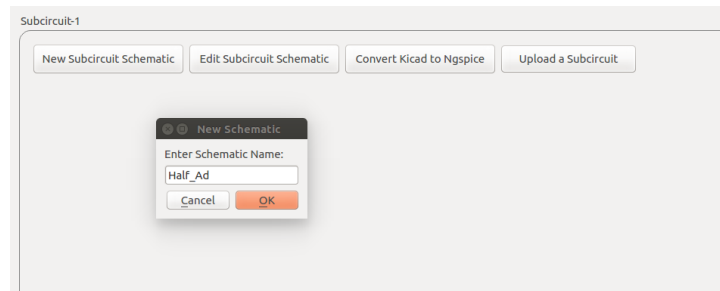 Subcircuit-1
New Subcircuit Schematic Edit Subcircuit Schematic Convert Kicad to Ngspice Upload a Subcircuit
New Schematic
Enter Schematic Name:
Half_Ad
Cancel OK